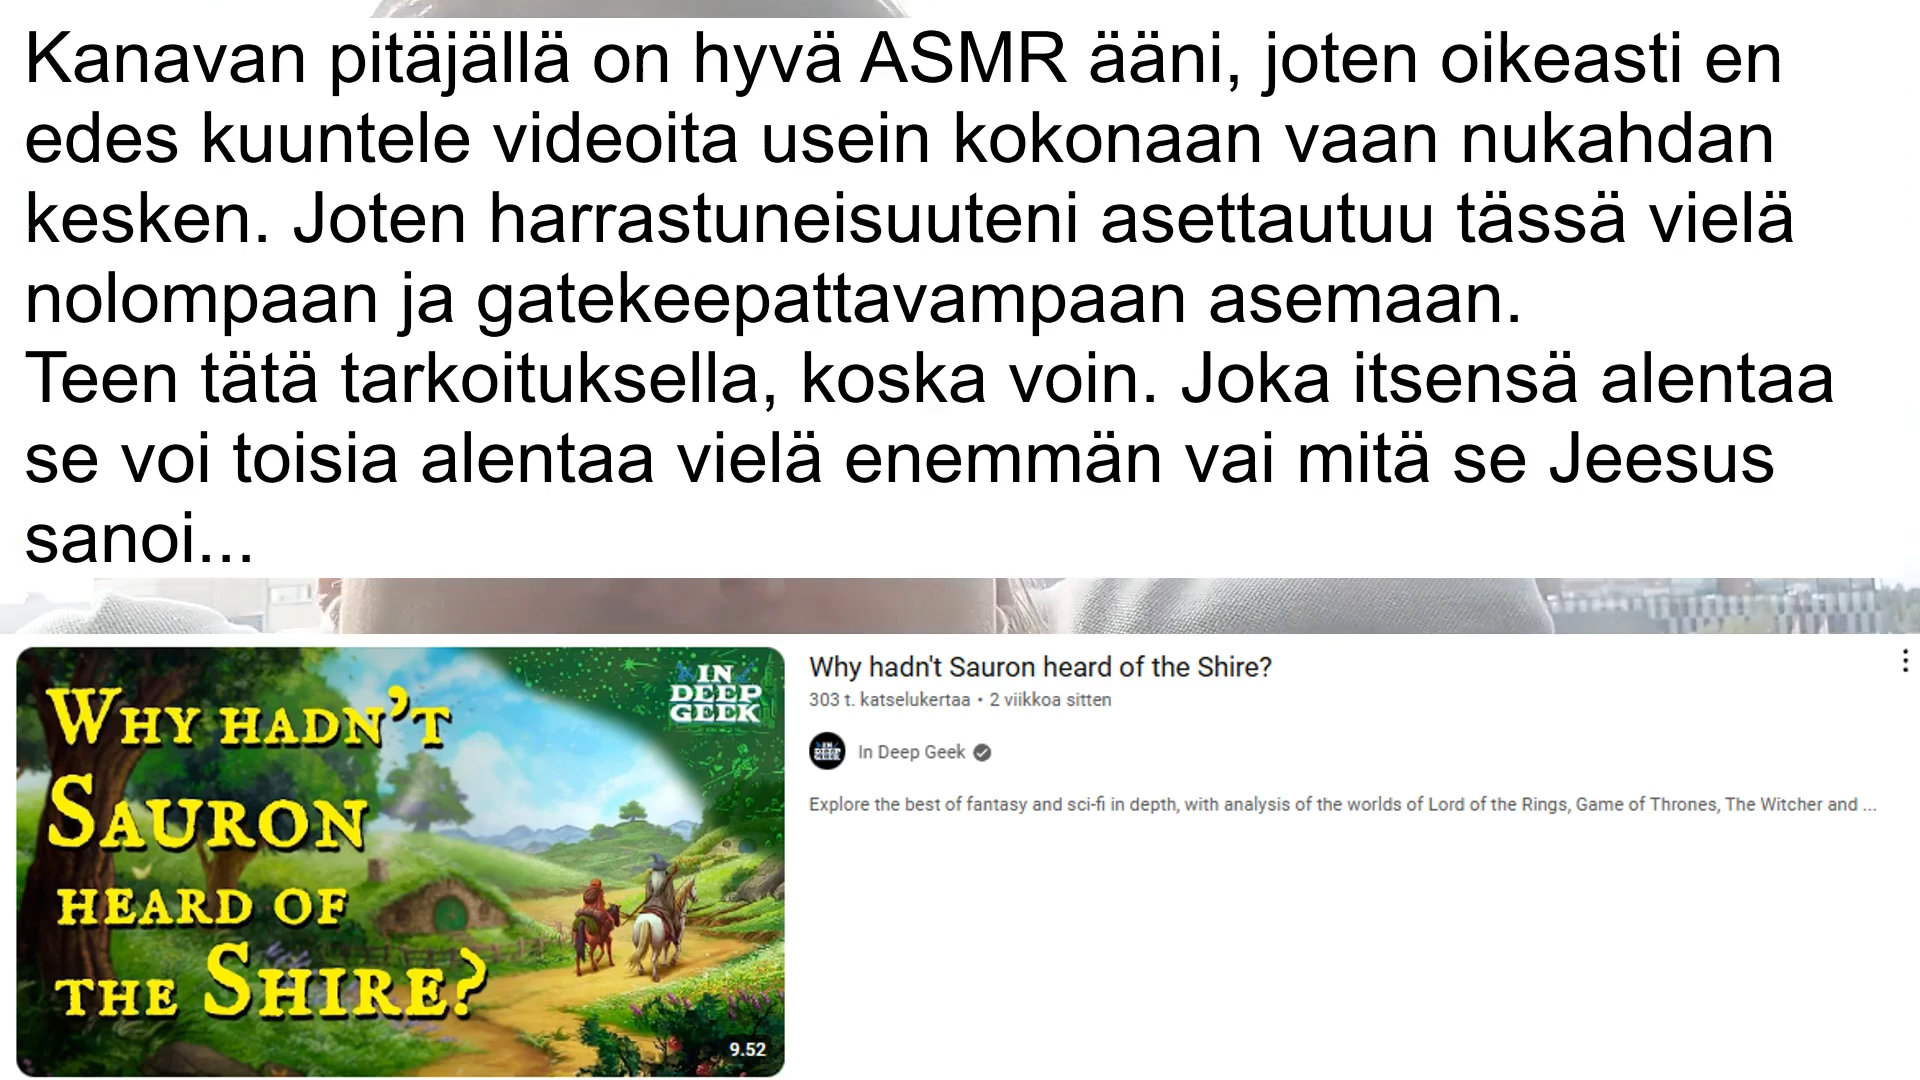 Kanavan pitäjällä on hyvä ASMR ääni, joten oikeasti en
edes kuuntele videoita usein kokonaan vaan nukahdan
kesken. Joten harrastuneisuuteni asettautuu tässä vielä
nolompaan ja gatekeepattavampaan asemaan.
Teen tätä tarkoituksella, koska voin. Joka itsensä alentaa
se voi toisia alentaa vielä enemmän vai mitä se Jeesus
sanoi...
WHY HADN'T
SAURON
HEARD OF
THE SHIRE?
IN
DEEP
GEEK
9.52
Why hadn't Sauron heard of the Shire?
303 t. katselukertaa • 2 viikkoa sitten
IN DEEP GEEK
In Deep Geek
Explore the best of fantasy and sci-fi in depth, with analysis of the worlds of Lord of the Rings, Game of Thrones, The Witcher and ...